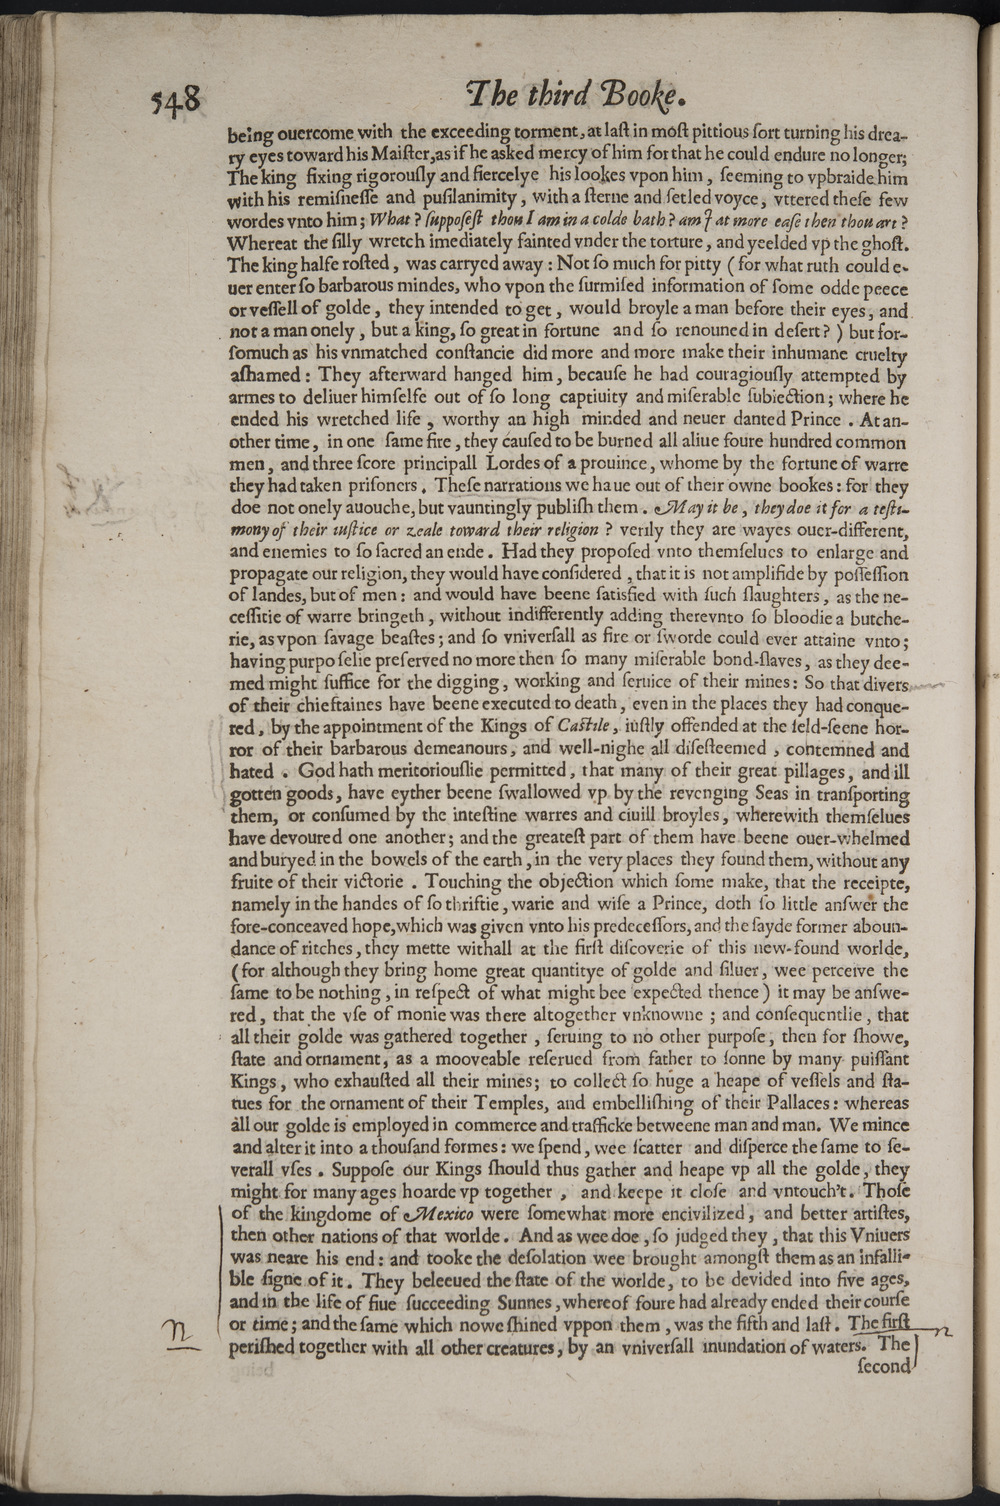 548
The third Booke.
being ouercome with the exceeding torment, at laſt in moſt pittious ſort turning his drea-
ry eyes toward his Maiſter, as if he asked mercy of him for that he could endure no longer;
The king fixing rigorouſly and fiercelye his lookes vpon him, ſeeming to vpbraide him
with his remiſneſſe and puſilanimity, with a ſterne and ſetled voyce, vttered theſe few
wordes vnto him; What? ſuppoſeſt thou I am in a colde bath? am I at more eaſe then thou art?
Whereat the ſilly wretch imediately fainted vnder the torture, and yeelded vp the ghoſt.
The king halfe roſted, was carryed away: Not ſo much for pitty (for what ruth could e-
uer enter ſo barbarous mindes, who vpon the ſurmiſed information of ſome odde peece
or veſſell of golde, they intended to get, would broyle a man before their eyes, and
not a man onely, but a king, ſo great in fortune and ſo renouned in deſert?) but for-
ſomuch as his vnmatched conſtancie did more and more make their inhumane cruelty
aſhamed: They afterward hanged him, becauſe he had couragiouſly attempted by
armes to deliuer himſelfe out of ſo long captiuity and miſerable ſubiection; where he
ended his wretched life, worthy an high minded and neuer danted Prince. At an-
other time, in one ſame fire, they cauſed to be burned all aliue foure hundred common
men, and three ſcore principall Lordes of a prouince, whome by the fortune of warre
they had taken priſoners. Theſe narrations we haue out of their owne bookes: for they
doe not onely auouche, but vauntingly publiſh them. May it be, they doe it for a teſti-
mony of their iuſtice or zeale toward their religion? verily they are wayes ouer-different,
and enemies to ſo ſacred an ende. Had they propoſed vnto themſelues to enlarge and
propagate our religion, they would have conſidered, that it is not amplifide by poſſeſſion
of landes, but of men: and would have beene ſatisfied with ſuch ſlaughters, as the ne-
ceſſitie of warre bringeth, without indifferently adding therevnto ſo bloodie a butche-
rie, as vpon ſavage beaſtes; and ſo vniverſall as fire or ſworde could ever attaine vnto;
having purpoſelie preſerved no more then ſo many miſerable bond-ſlaves, as they dee-
med might ſuffice for the digging, working and ſeruice of their mines: So that divers
of their chieftaines have beene executed to death, even in the places they had conque-
red, by the appointment of the Kings of Caſtile, iuſtly offended at the ſeld-ſeene hor-
ror of their barbarous demeanours, and well-nighe all diſeſteemed, contemned and
hated. God hath meritoriouſlie permitted, that many of their great pillages, and ill
gotten goods, have eyther beene ſwallowed vp by the revenging Seas in tranſporting
them, or conſumed by the inteſtine warres and ciuill broyles, wherewith themſelues
have devoured one another; and the greateſt part of them have beene ouer-whelmed
and buryed in the bowels of the earth, in the very places they found them, without any
fruite of their victorie. Touching the objection which ſome make, that the receipte,
namely in the handes of ſo thriftie, warie and wiſe a Prince, doth ſo little anſwer the
fore-conceaved hope, which was given vnto his predeceſſors, and the ſayde former aboun-
dance of ritches, they mette withall at the firſt diſcoverie of this new-found worlde,
(for although they bring home great quantitye of golde and ſiluer, wee perceive the
ſame to be nothing, in reſpect of what might bee expected thence) it may be anſwe-
red, that the vſe of monie was there altogether vnknowne; and conſequentlie, that
all their golde was gathered together, ſeruing to no other purpoſe, then for ſhowe,
ſtate and ornament, as a mooveable reſerued from father to ſonne by many puiſſant
Kings, who exhauſted all their mines; to collect ſo huge a heape of veſſels and ſta-
tues for the ornament of their Temples, and embelliſhing of their Pallaces: whereas
all our golde is employed in commerce and trafficke betweene man and man. We mince
and alter it into a thouſand formes: we ſpend, wee ſcatter and diſperce the ſame to ſe-
verall vſes. Suppoſe our Kings ſhould thus gather and heape vp all the golde, they
might for many ages hoarde vp together, and keepe it cloſe and vntouch't. Thoſe
of the kingdome of Mexico were ſomewhat more encivilized, and better artiſtes,
then other nations of that worlde. And as wee doe, ſo judged they, that this Vniuers
was neare his end: and tooke the deſolation wee brought amongſt them as an infalli-
ble ſigne of it. They beleeued the ſtate of the worlde, to be devided into five ages,
and in the life of fiue ſucceeding Sunnes, whereof foure had already ended their courſe
or time; and the ſame which nowe ſhined vppon them, was the fifth and laſt. The firſt
n
n
periſhed together with all other creatures, by an vniverſall inundation of waters. The
ſecond